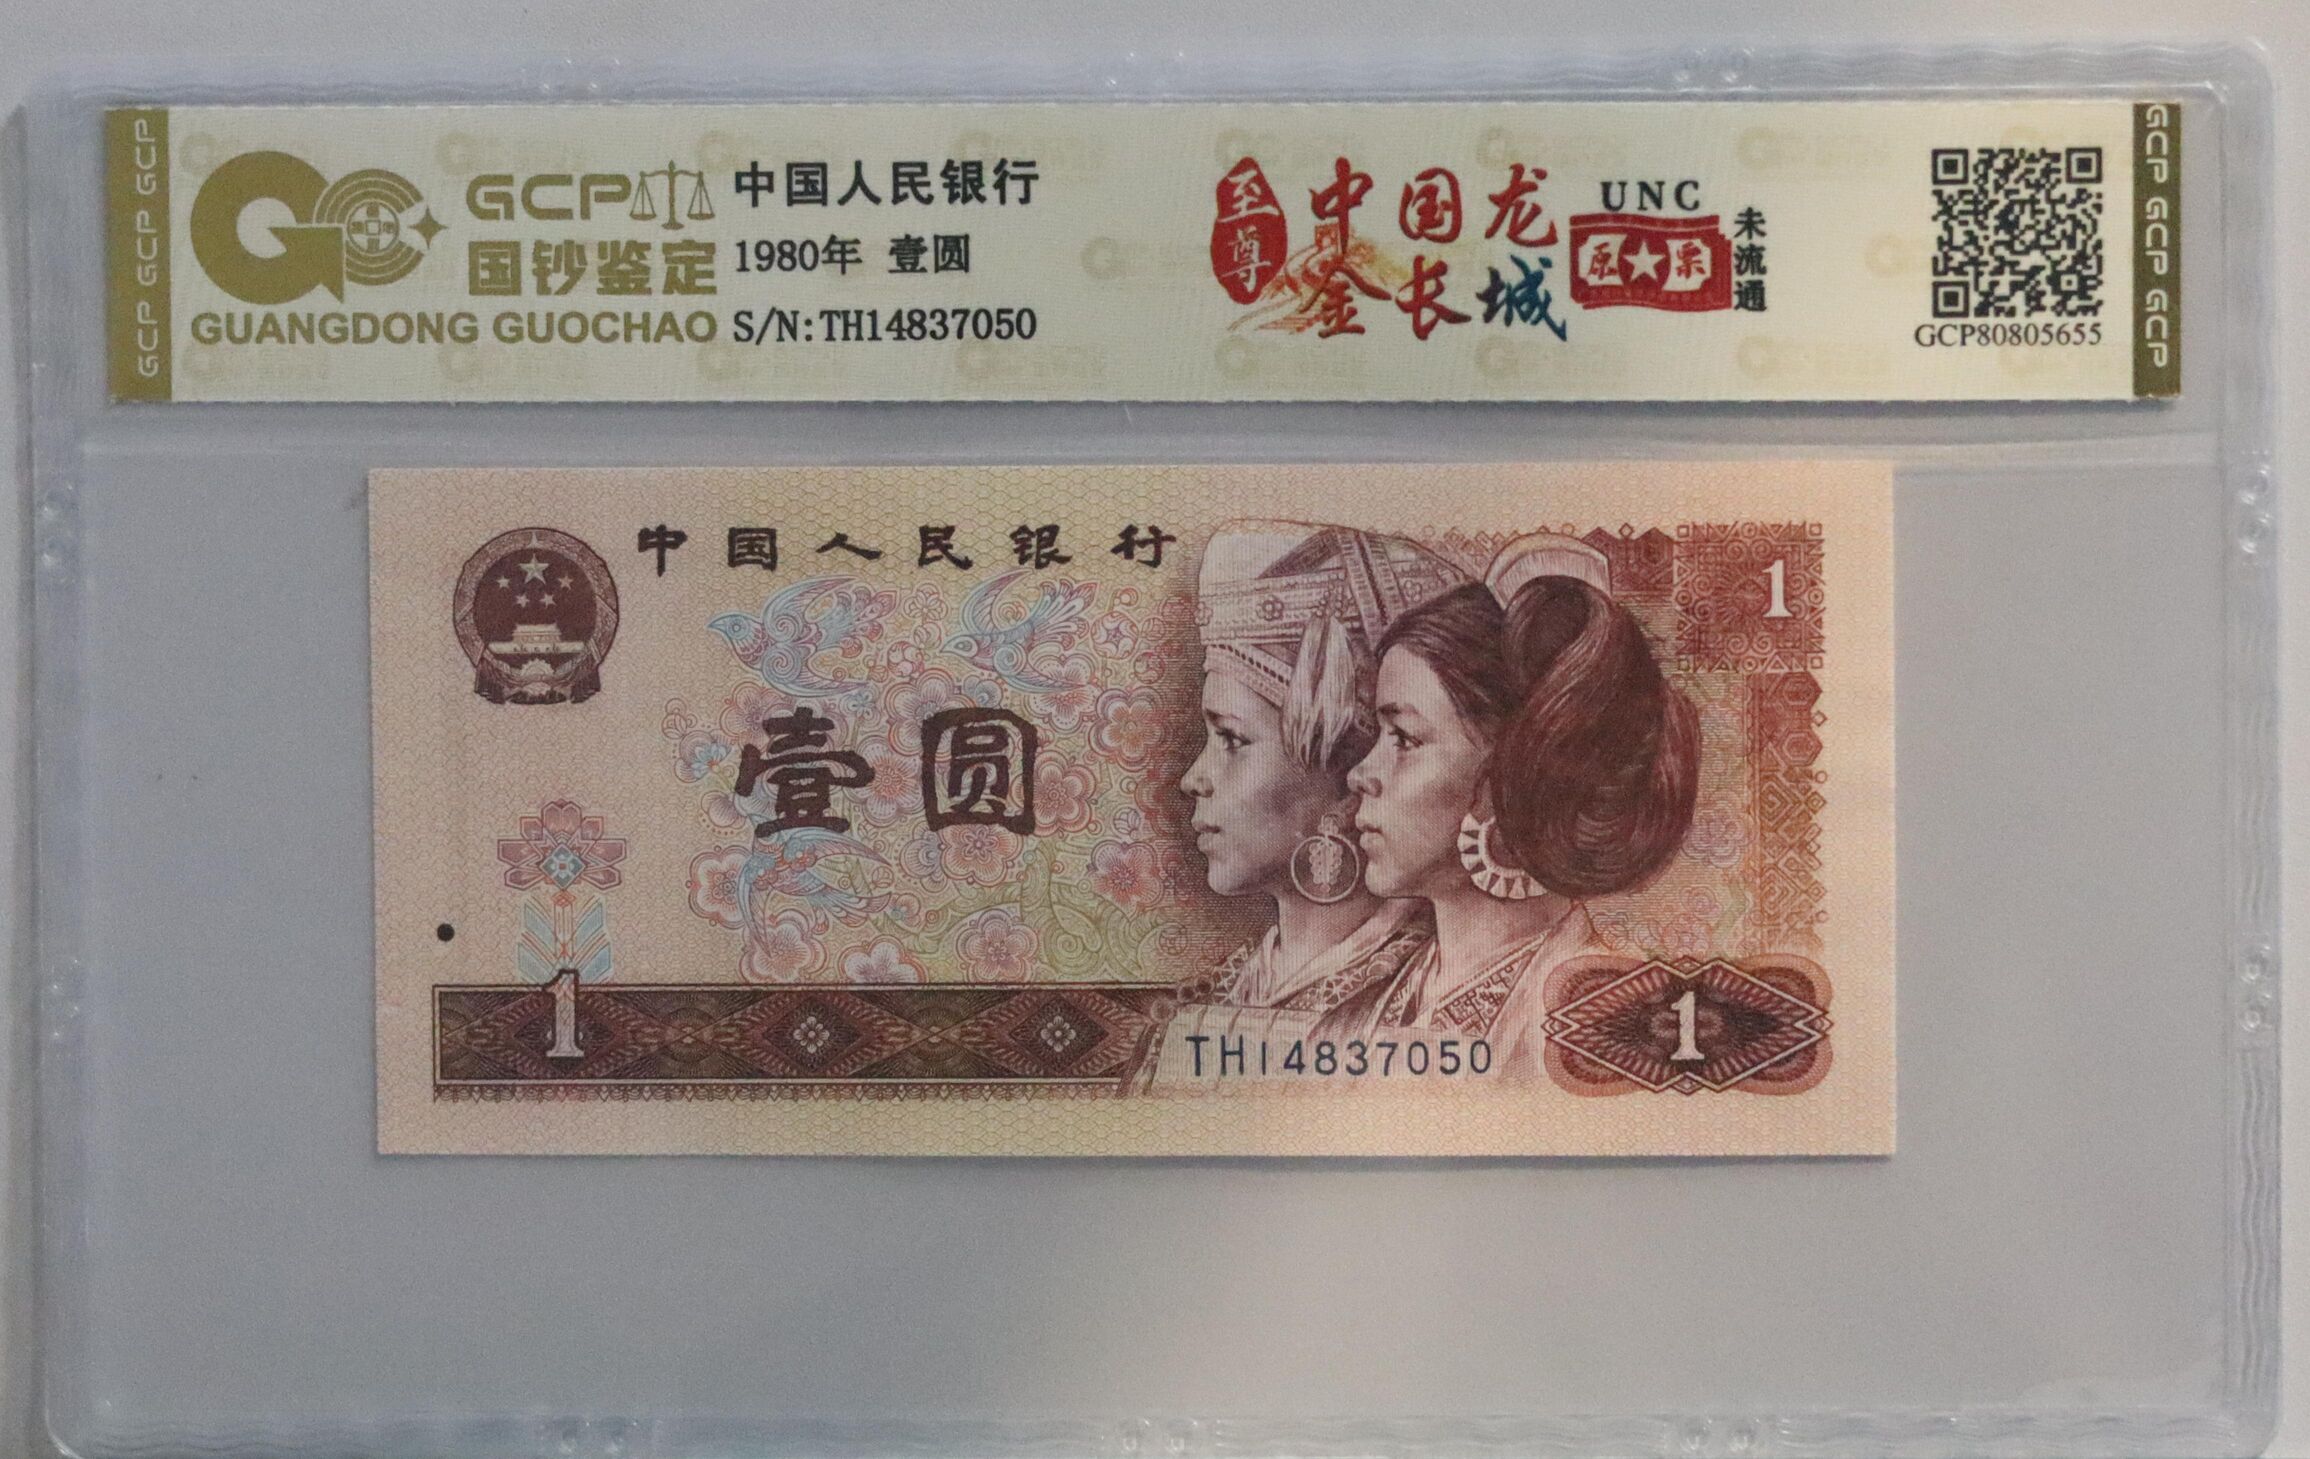 GCP GCP GCP
GCP
国钞鉴定
GUANGDONG GUOCHAO
中国人民银行
1980年 壹圆
S/N:TH14837050
至尊
中国龙
金长城
UNC
原★票
未流通
GCP80805655
GCP GCP GCP
中国人民银行
1
壹圆
1
TH14837050
1